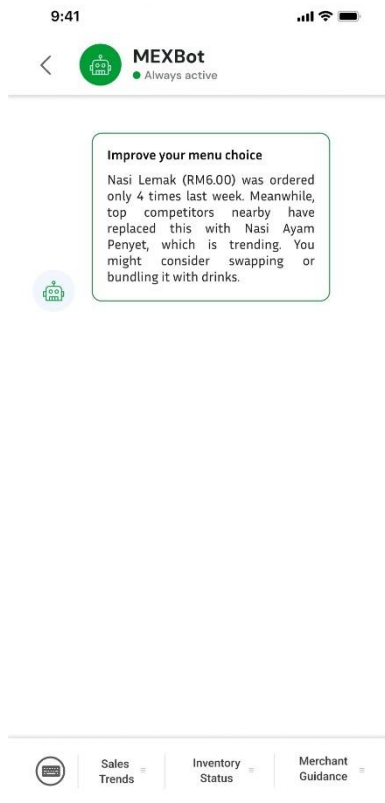 9:41
MEXBot
Always active
Improve your menu choice
Nasi Lemak (RM6.00) was ordered
only 4 times last week. Meanwhile,
top competitors nearby have
replaced this with Nasi Ayam
Penyet, which is trending. You
might consider swapping or
bundling it with drinks.
Sales
Trends
Inventory
Status
Merchant
Guidance